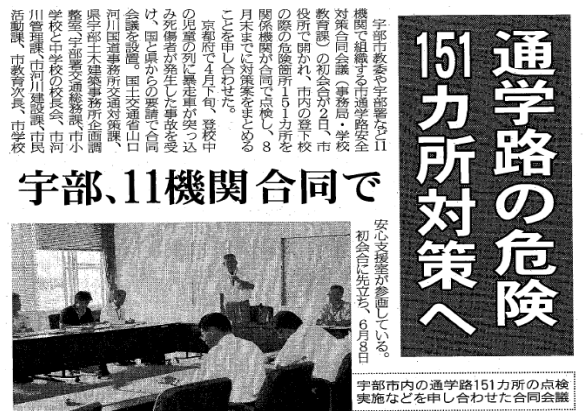 通学路の危険
151カ所対策へ
宇部、11機関合同で
宇部市教委や宇部署など11
機関で組織する市通学路安全
対策合同会議（事務局・学校
教育課）の初会合が2日、市
役所で開かれ、市内の登下校
の際の危険箇所151カ所を
関係機関が合同で点検し、8
月末までに対策案をまとめる
ことを申し合わせた。
京都府で4月下旬、登校中
の児童の列に暴走車が突っ込
み死傷者が発生した事故を受
け、国と県からの要請で合同
会議を設置。国土交通省山口
河川国道事務所交通対策課、
県宇部土木建築事務所企画調
整室、宇部署交通総務課、市小
学校と中学校の校長会、市河
川管理課、市河川建設課、市民
活動課、市教育次長、市学校
安心支援室が参画している。
初会合に先立ち、6月8日
宇部市内の通学路151カ所の点検
実施などを申し合わせた合同会議